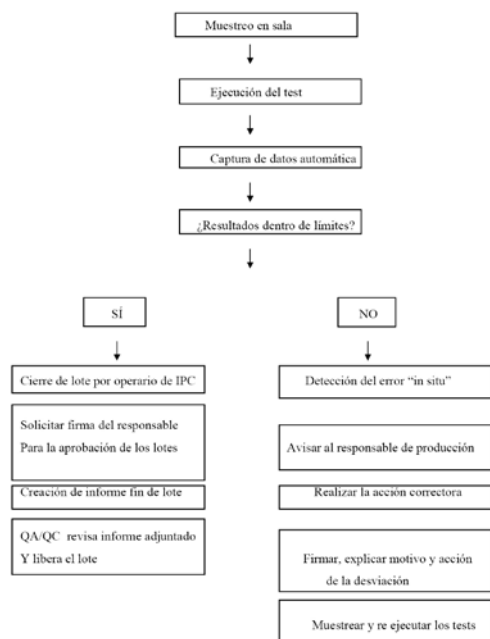 Muestreo en sala
Ejecución del test
Captura de datos automática
¿Resultados dentro de límites?
SÍ
NO
Cierre de lote por operario de IPC
Detección del error “in situ”
Solicitar firma del responsable
Para la aprobación de los lotes
Avisar al responsable de producción
Creación de informe fin de lote
Realizar la acción correctora
QA/QC revisa informe adjuntado
Y libera el lote
Firmar, explicar motivo y acción
de la desviación
Muestrear y re ejecutar los tests